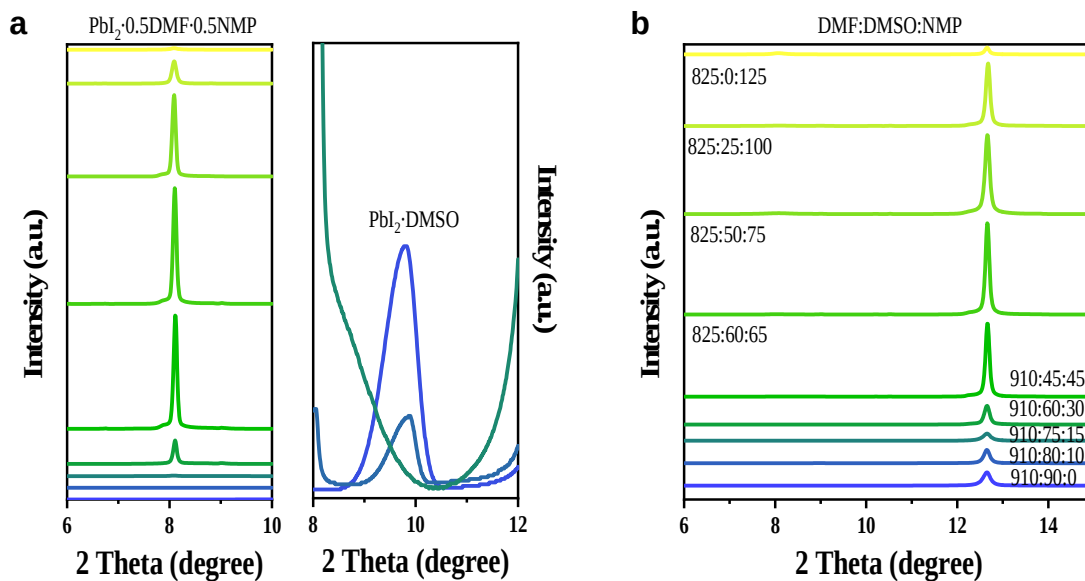 a
PbI₂·0.5DMF·0.5NMP
Intensity (a.u.)
6 8 10
2 Theta (degree)
PbI₂·DMSO
Intensity (a.u.)
8 10 12
2 Theta (degree)
b
DMF:DMSO:NMP
Intensity (a.u.)
825:0:125
825:25:100
825:50:75
825:60:65
910:45:45
910:60:30
910:75:15
910:80:10
910:90:0
6 8 10 12 14
2 Theta (degree)